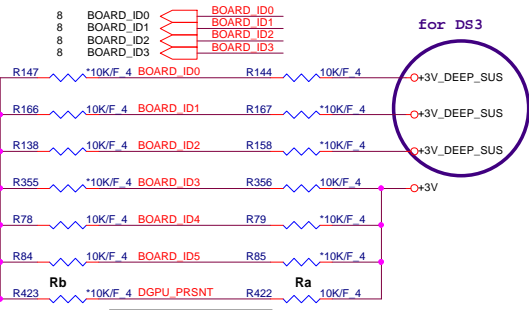 8 BOARD_ID0 BOARD_ID0
8 BOARD_ID1 BOARD_ID1
8 BOARD_ID2 BOARD_ID2
8 BOARD_ID3 BOARD_ID3
for DS3
R147 *10K/F_4 BOARD_ID0 R144 10K/F_4 +3V_DEEP_SUS
R166 10K/F_4 BOARD_ID1 R167 *10K/F_4 +3V_DEEP_SUS
R138 10K/F_4 BOARD_ID2 R158 *10K/F_4 +3V_DEEP_SUS
R355 *10K/F_4 BOARD_ID3 R356 10K/F_4 +3V
R78 10K/F_4 BOARD_ID4 R79 *10K/F_4
R84 10K/F_4 BOARD_ID5 R85 *10K/F_4
Rb Ra
R423 *10K/F_4 DGPU_PRSNT R422 10K/F_4